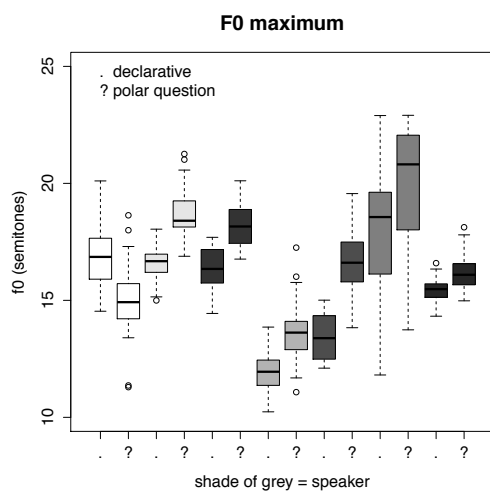 F0 maximum
. declarative
? polar question
f0 (semitones)
25
20
15
10
. ? . ? . ? . ? . ? . ? . ?
shade of grey = speaker